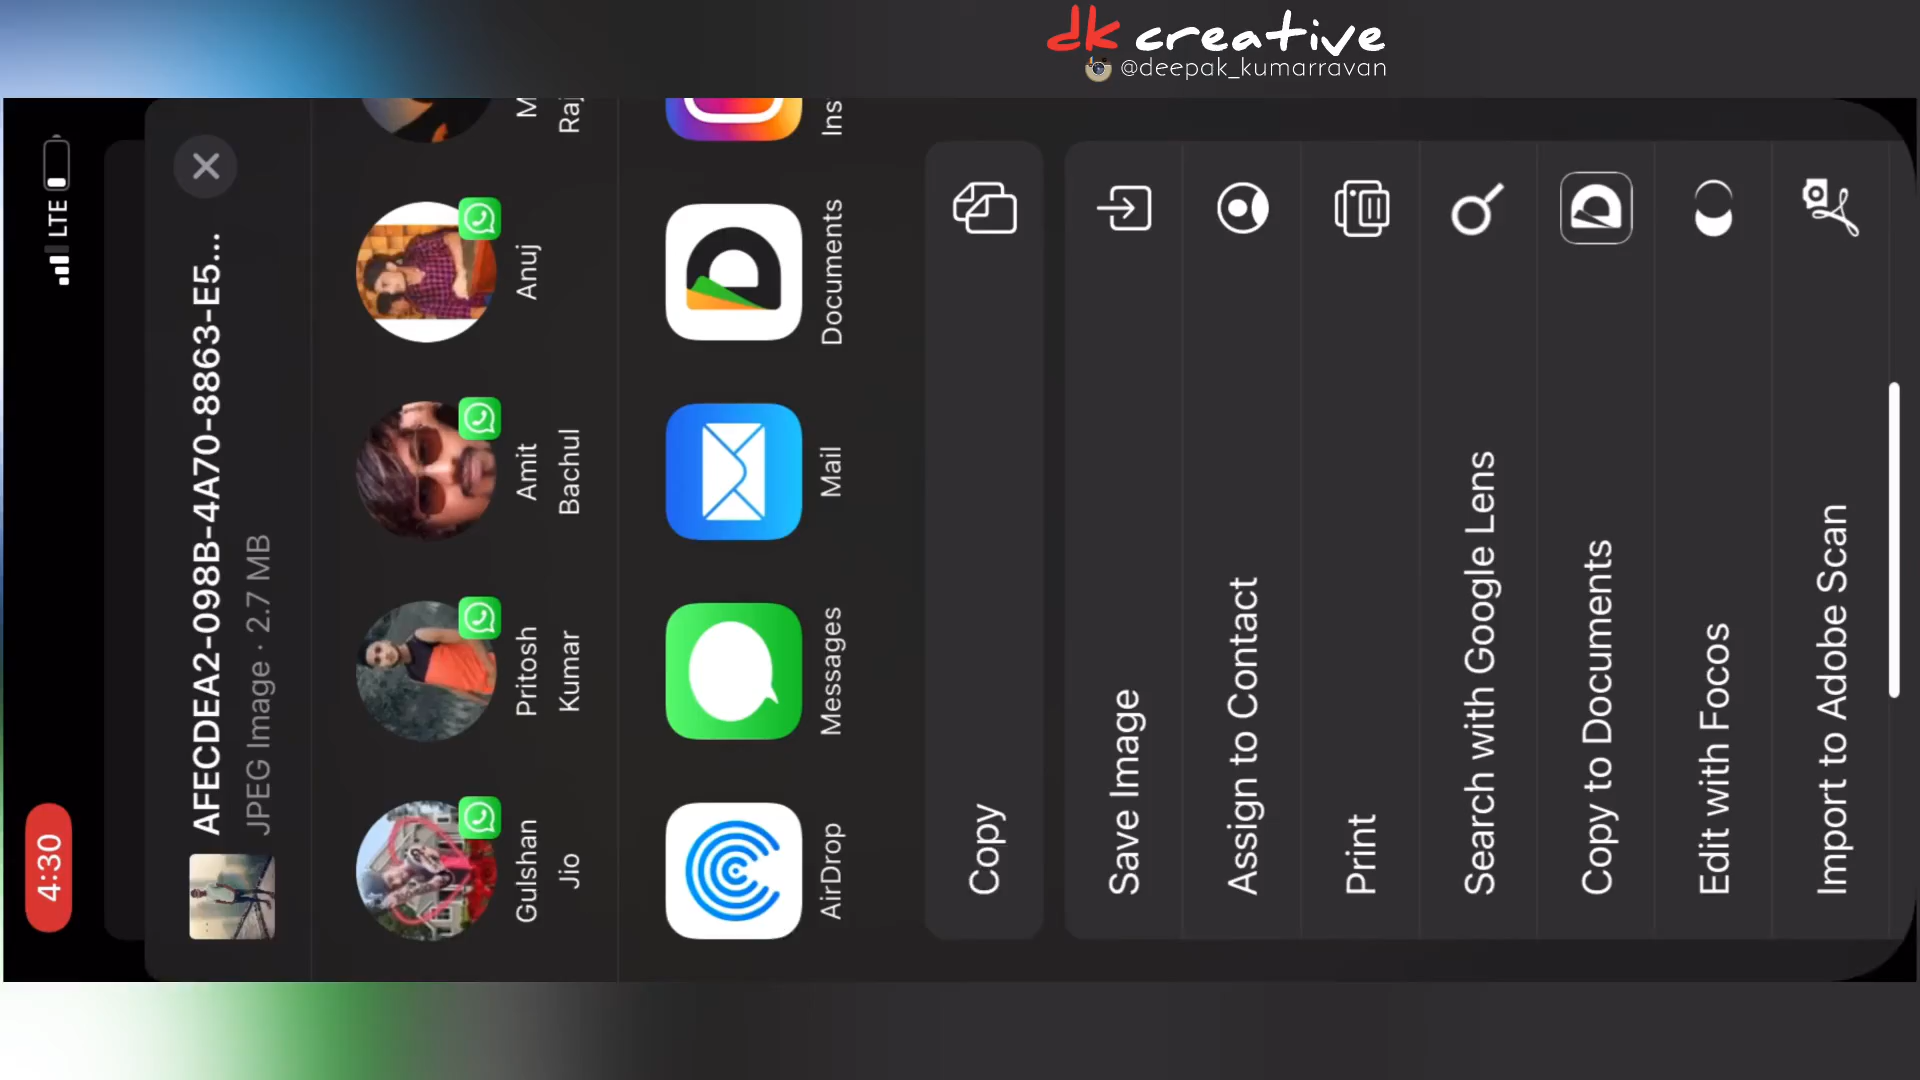 dk creative
@deepak_kumarravan
4:30
LTE
AFECDEA2-098B-4A70-8863-E5...
JPEG Image · 2.7 MB
Gulshan
Jio
Pritosh
Kumar
Amit
Bachul
Anuj
M
Raj
AirDrop
Messages
Mail
Documents
Ins
Copy
Save Image
Assign to Contact
Print
Search with Google Lens
Copy to Documents
Edit with Focos
Import to Adobe Scan